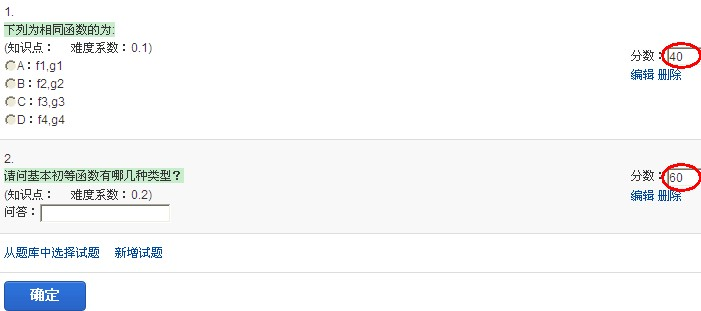 1.
下列为相同函数的为:
(知识点： 难度系数：0.1)
分数：40
A：f1,g1
编辑 删除
B：f2,g2
C：f3,g3
D：f4,g4
2.
请问基本初等函数有哪几种类型？
分数：60
(知识点： 难度系数：0.2)
编辑 删除
问答：
从题库中选择试题 新增试题
确定